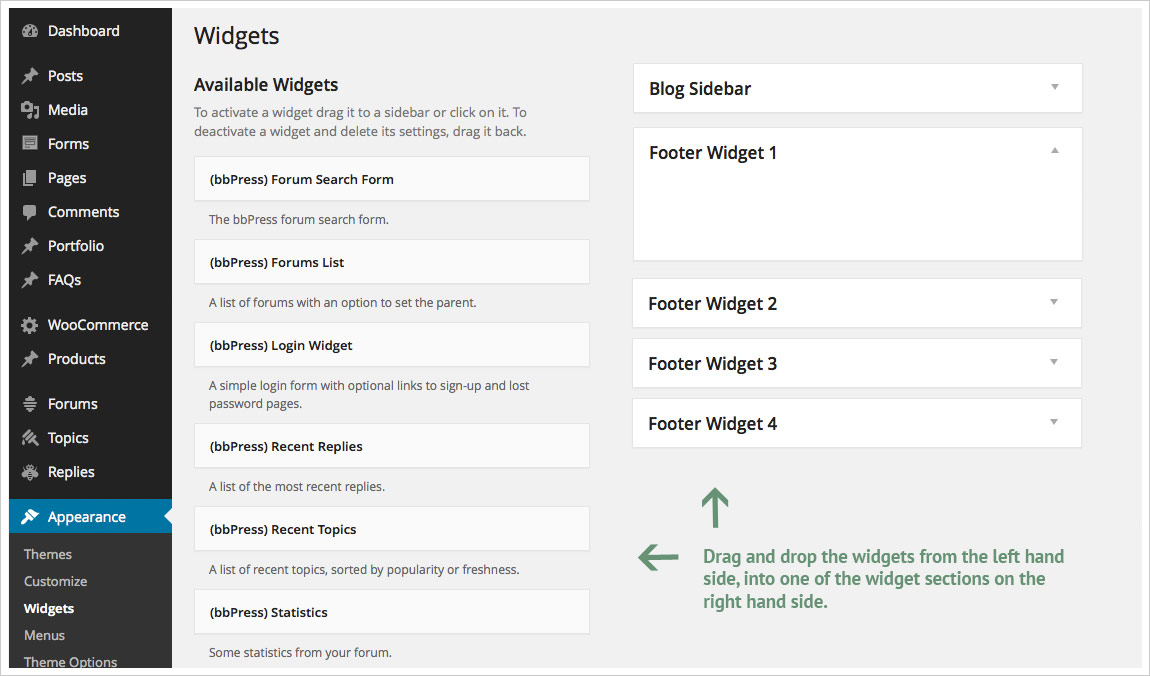 Dashboard
Posts
Media
Forms
Pages
Comments
Portfolio
FAQs
WooCommerce
Products
Forums
Topics
Replies
Appearance
Themes
Customize
Widgets
Menus
Theme Options
Widgets
Available Widgets
To activate a widget drag it to a sidebar or click on it. To
deactivate a widget and delete its settings, drag it back.
(bbPress) Forum Search Form
The bbPress forum search form.
(bbPress) Forums List
A list of forums with an option to set the parent.
(bbPress) Login Widget
A simple login form with optional links to sign-up and lost
password pages.
(bbPress) Recent Replies
A list of the most recent replies.
(bbPress) Recent Topics
A list of recent topics, sorted by popularity or freshness.
(bbPress) Statistics
Some statistics from your forum.
Blog Sidebar
Footer Widget 1
Footer Widget 2
Footer Widget 3
Footer Widget 4
Drag and drop the widgets from the left hand
side, into one of the widget sections on the
right hand side.